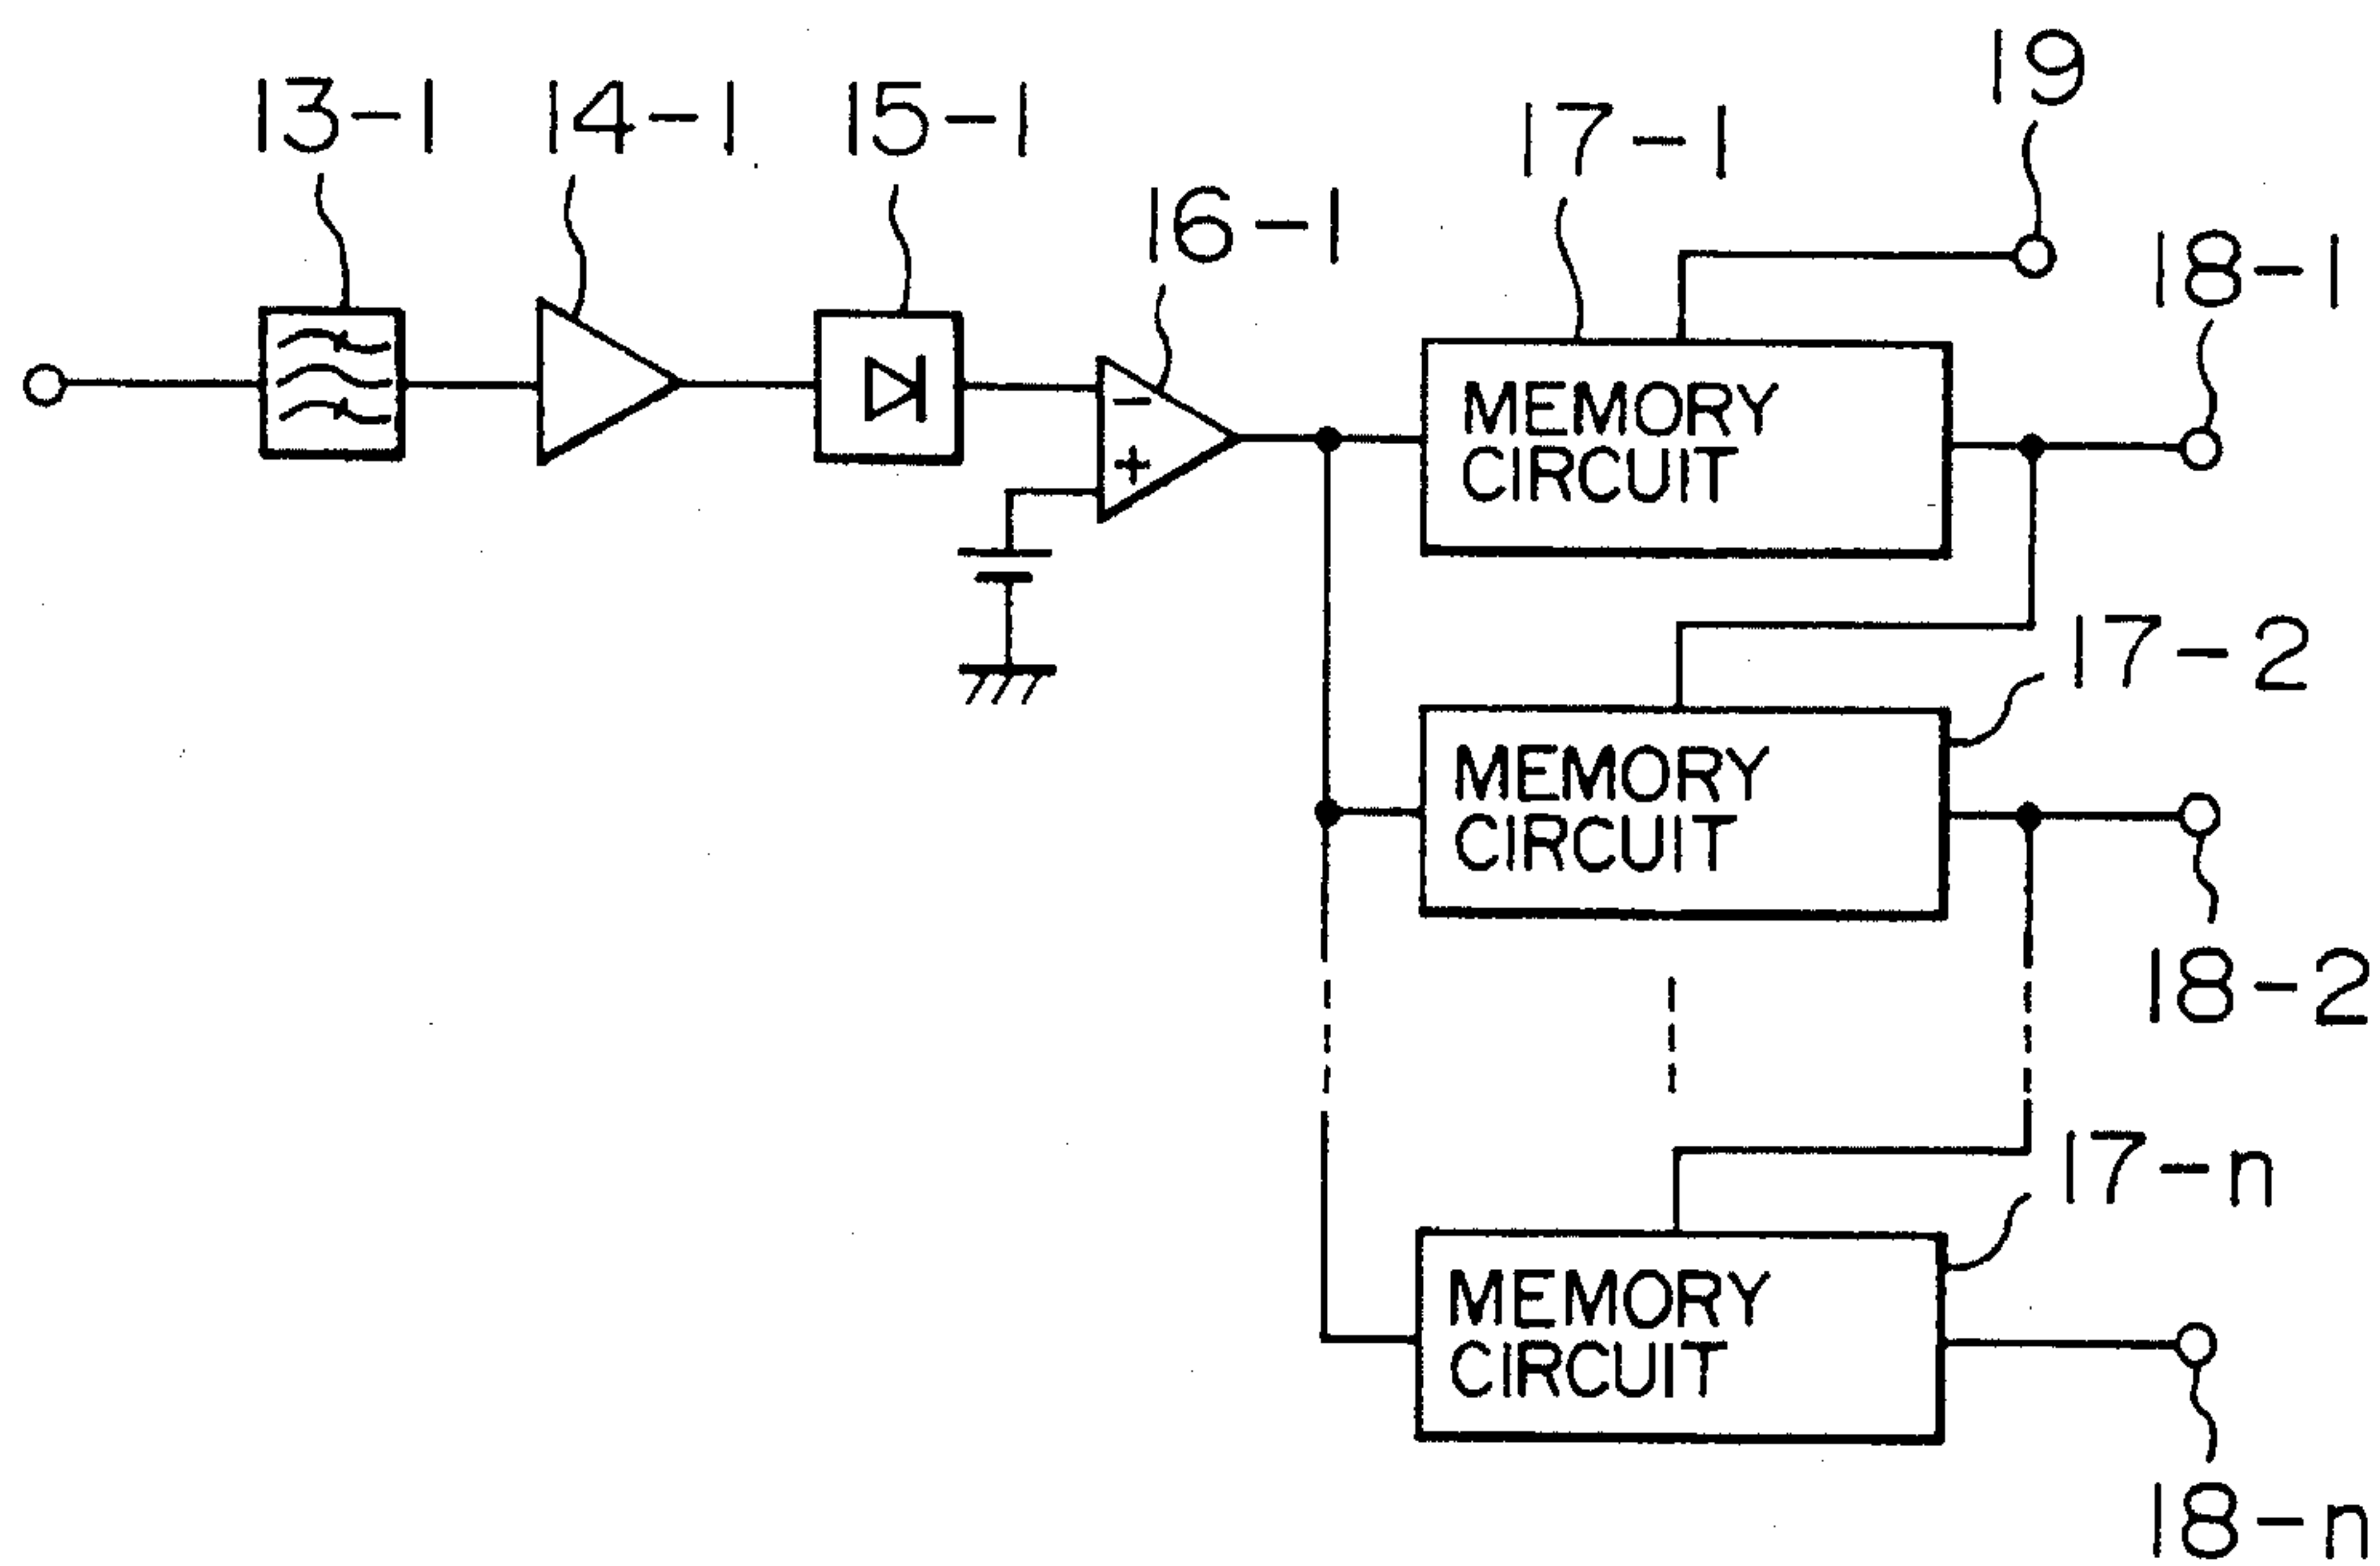 19
13-1
14-1
15-1
17-1
16-1
18-1
−
+
MEMORY
CIRCUIT
17-2
MEMORY
CIRCUIT
18-2
17-n
MEMORY
CIRCUIT
18-n